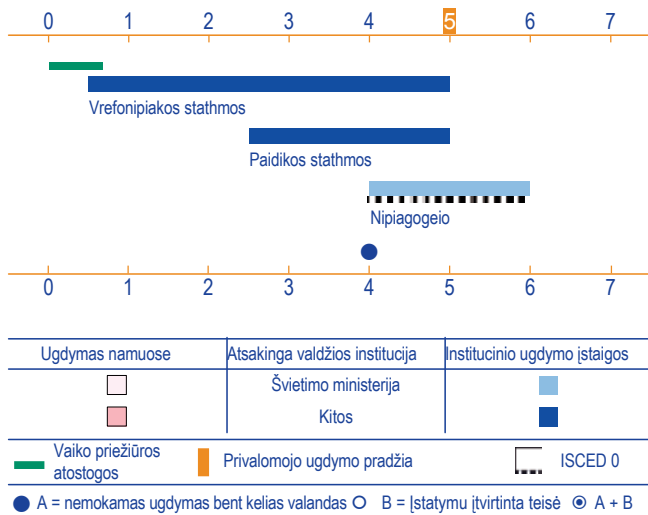 0 1 2 3 4 5 6 7
Vrefonipiakos stathmos
Paidikos stathmos
Nipiagogeio
0 1 2 3 4 5 6 7
Ugdymas namuose Atsakinga valdžios institucija Institucinio ugdymo įstaigos
Švietimo ministerija
Kitos
Vaiko priežiūros atostogos Privalomojo ugdymo pradžia ISCED 0
A = nemokamas ugdymas bent kelias valandas B = Įstatymu įtvirtinta teisė A + B